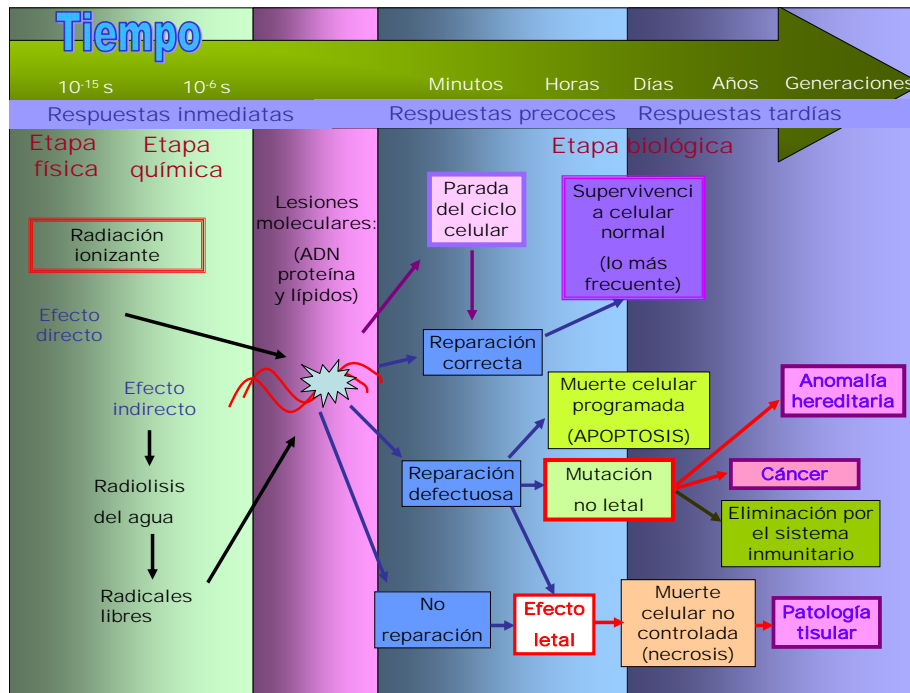 Tiempo
10-15 s
10-6 s
Minutos
Horas
Días
Años
Generaciones
Respuestas inmediatas
Respuestas precoces
Respuestas tardías
Etapa
física
Etapa
química
Etapa biológica
Radiación
ionizante
Efecto
directo
Efecto
indirecto
Radiolisis
del agua
Radicales
libres
Lesiones
moleculares:
(ADN
proteína
y lípidos)
Parada
del ciclo
celular
Supervivenci
a celular
normal
(lo más
frecuente)
Reparación
correcta
Muerte celular
programada
(APOPTOSIS)
Anomalía
hereditaria
Reparación
defectuosa
Mutación
no letal
Cáncer
Eliminación por
el sistema
inmunitario
No
reparación
Efecto
letal
Muerte
celular no
controlada
(necrosis)
Patología
tisular